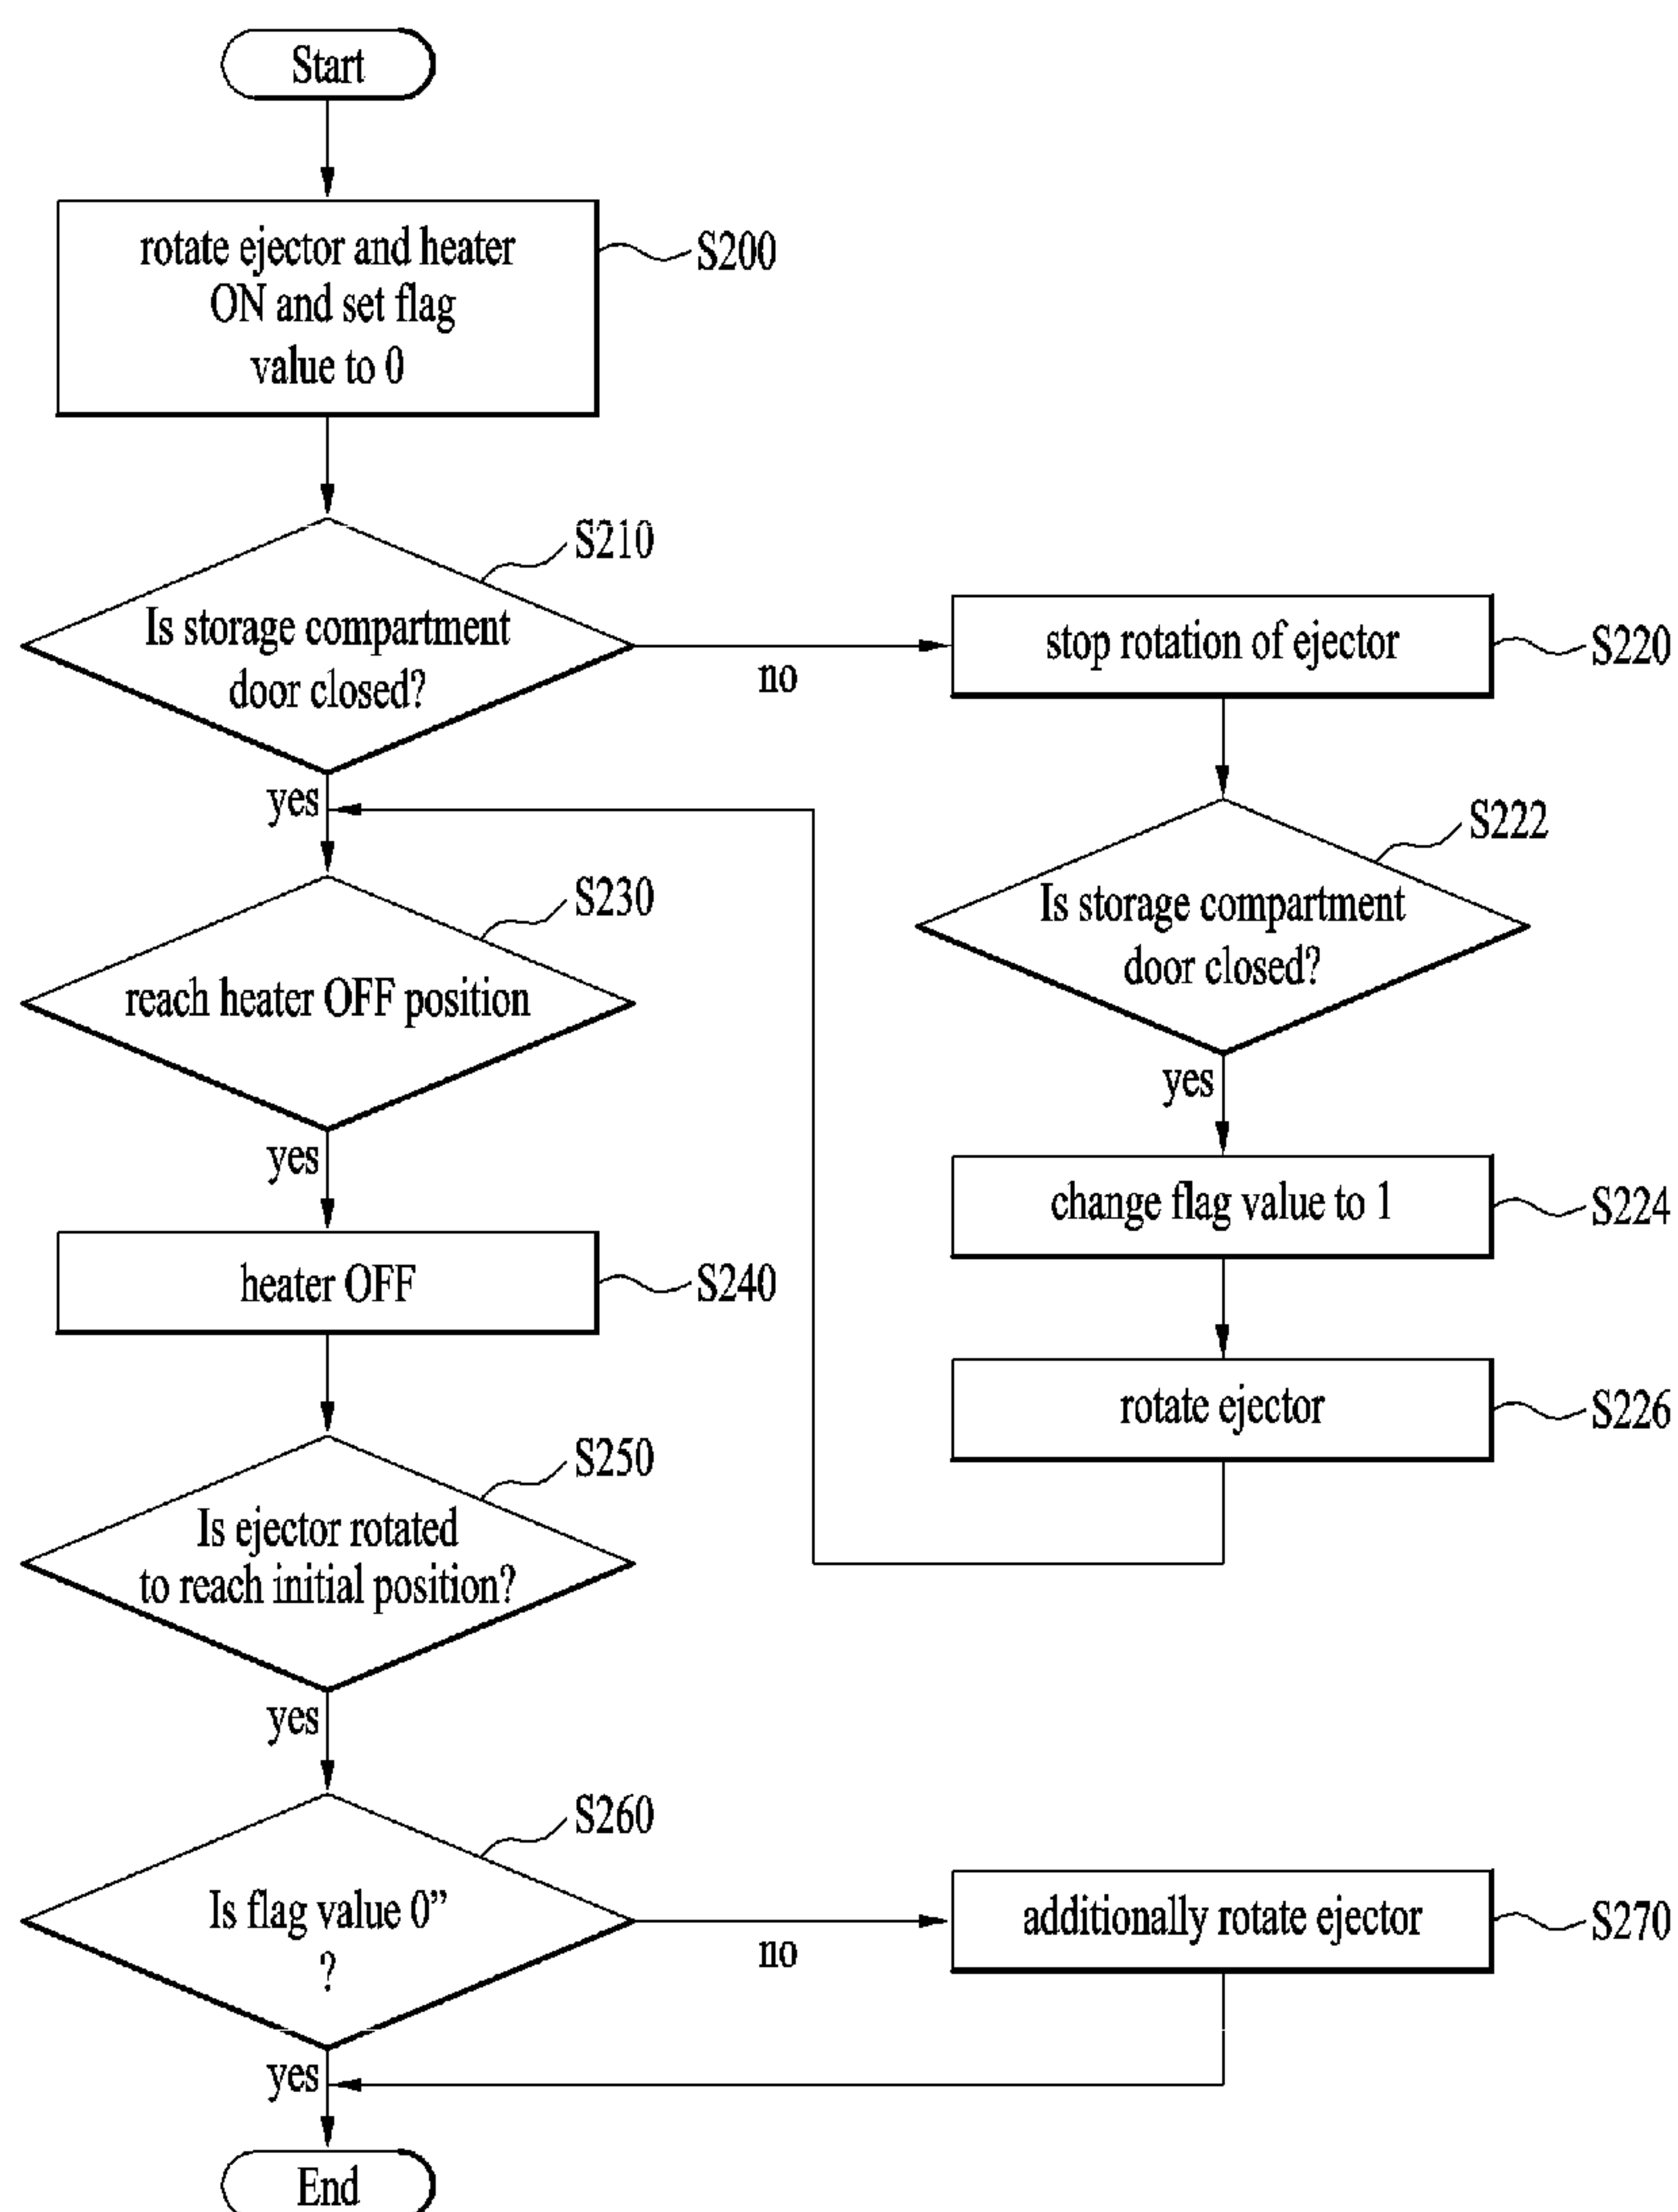 Start
rotate ejector and heater
ON and set flag
value to 0
S200
S210
Is storage compartment
door closed?
no
stop rotation of ejector
S220
yes
S222
Is storage compartment
door closed?
S230
reach heater OFF position
yes
change flag value to 1
S224
yes
heater OFF
S240
rotate ejector
S226
S250
Is ejector rotated
to reach initial position?
yes
S260
Is flag value 0”
?
no
additionally rotate ejector
S270
yes
End